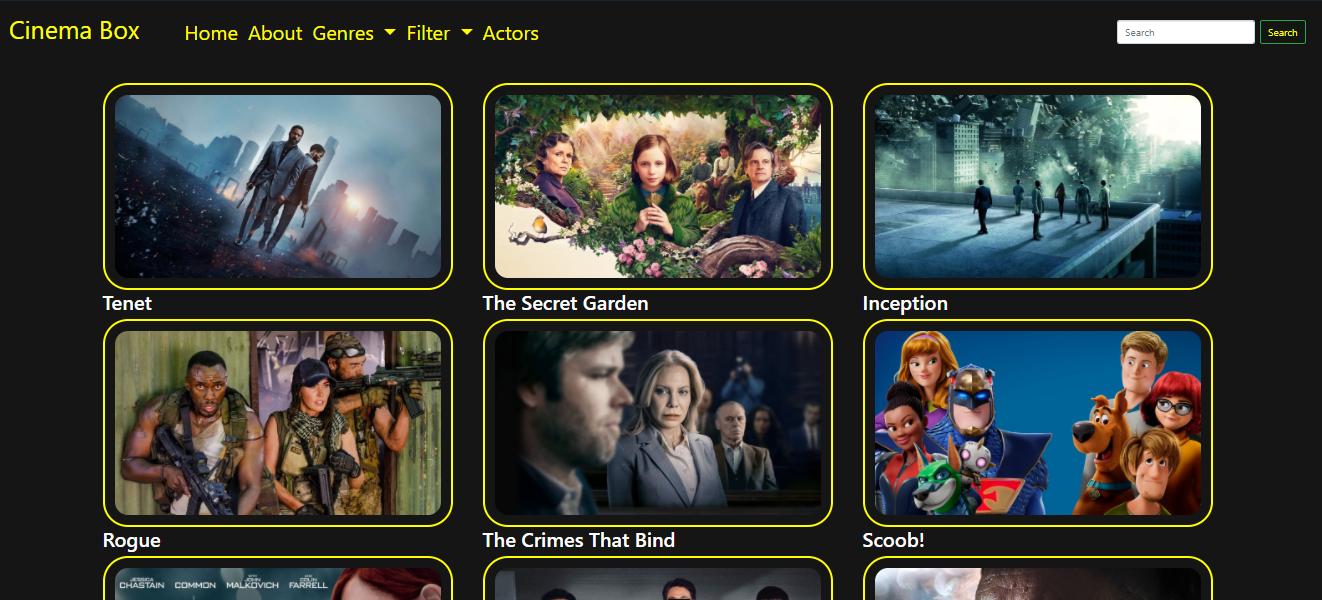 Cinema Box
Home About Genres Filter Actors
Search Search
Tenet The Secret Garden Inception
Rogue The Crimes That Bind Scoob!
JESSICA CHASTAIN COMMON JOHN MALKOVICH COLIN FARRELL